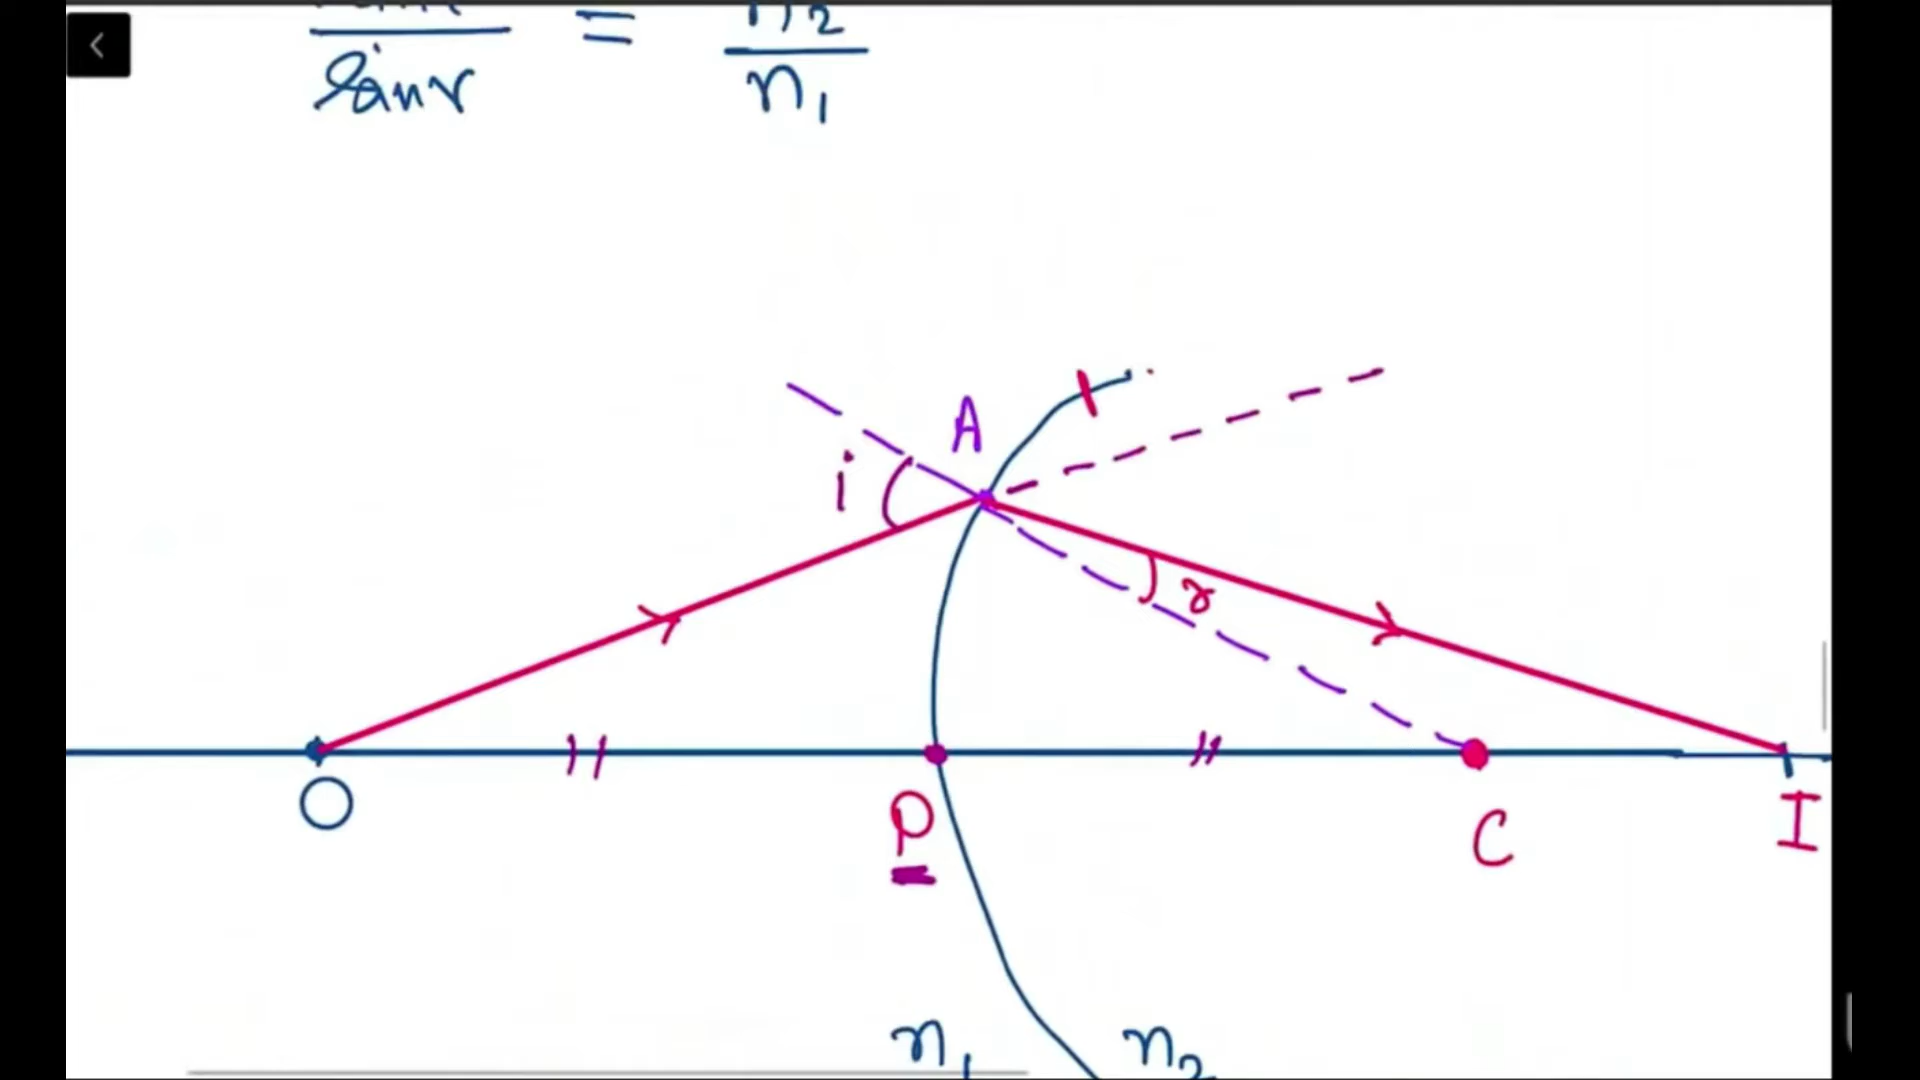 sin r = n₁
A
i
r
O
P
C
I
n₁ n₂